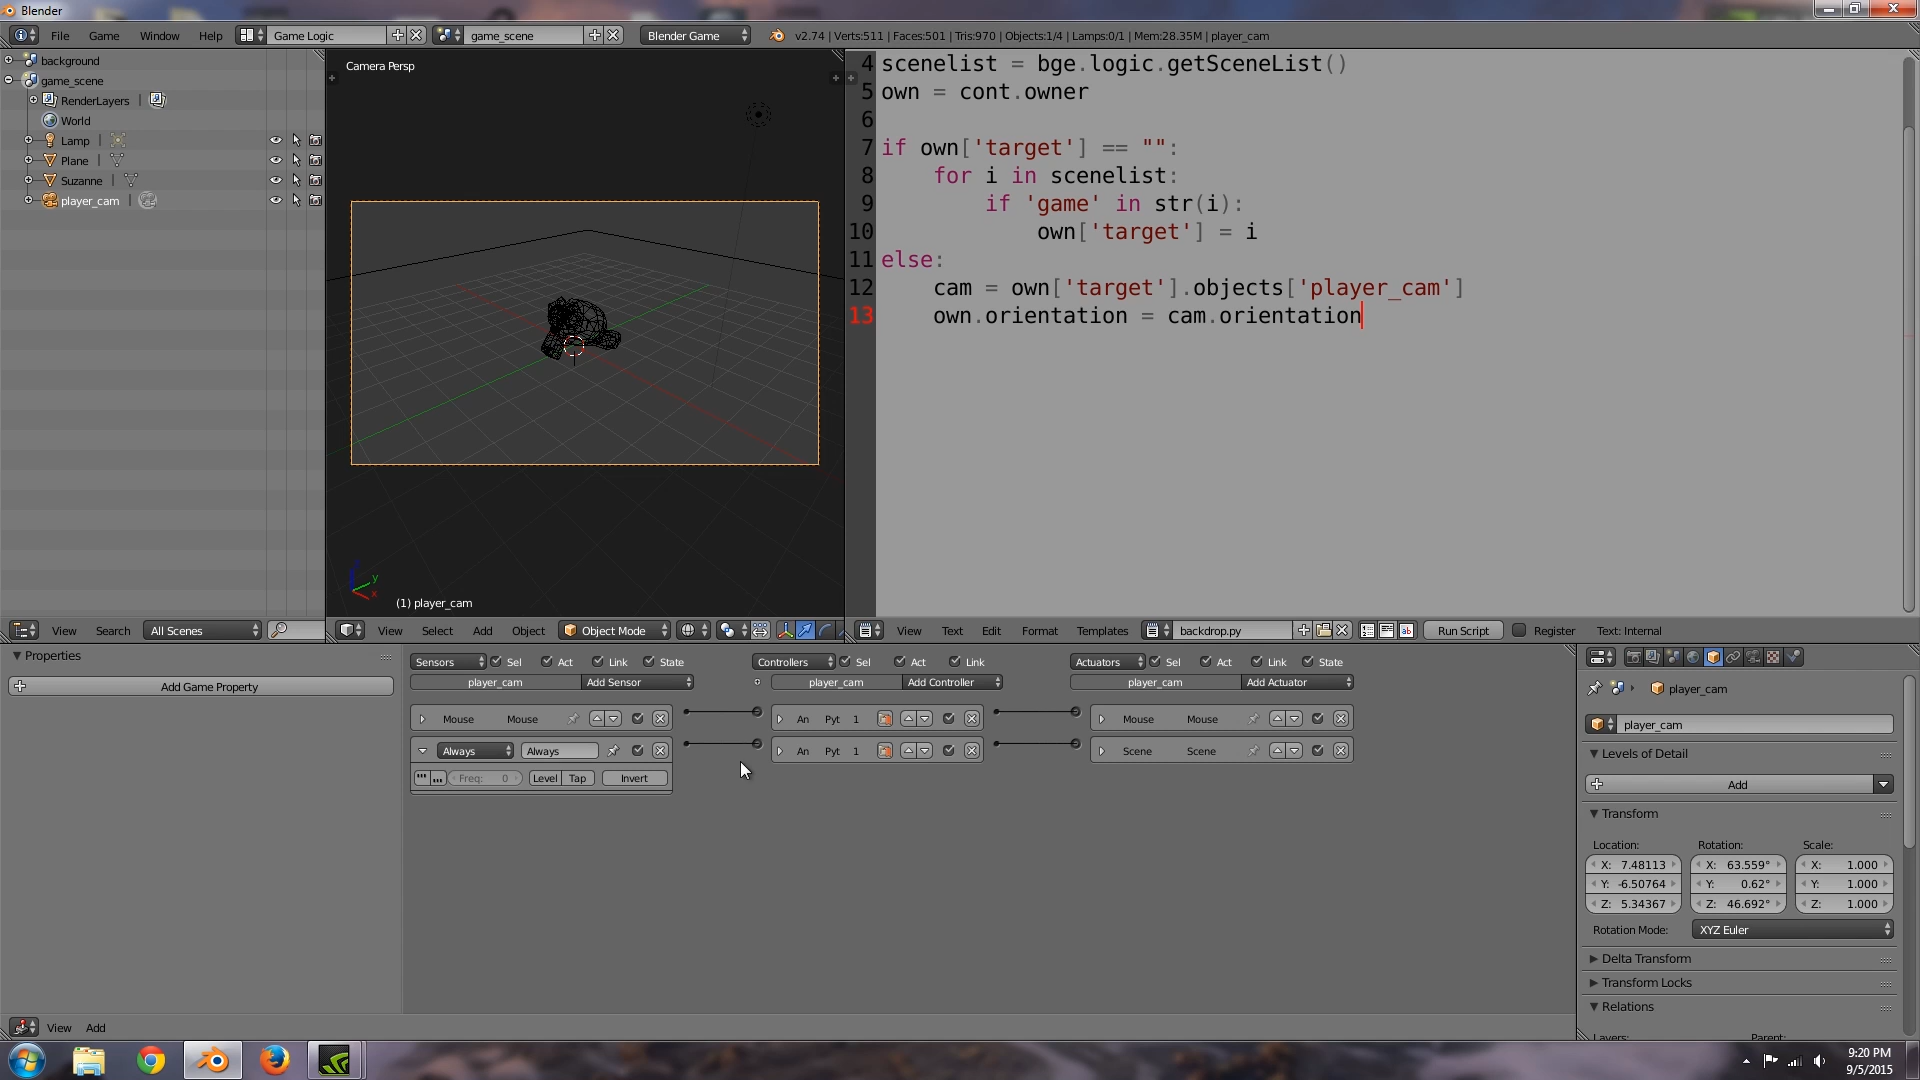 Blender
File Game Window Help Game Logic game_scene Blender Game v2.74 | Verts:511 | Faces:501 | Tris:970 | Objects:1/4 | Lamps:0/1 | Mem:28.35M | player_cam
background
game_scene
RenderLayers |
World
Lamp |
Plane |
Suzanne |
player_cam |
View Search All Scenes
Camera Persp
z
y
x
(1) player_cam
View Select Add Object Object Mode
4 scenelist = bge.logic.getSceneList()
5 own = cont.owner
6
7 if own['target'] == "":
8 for i in scenelist:
9 if 'game' in str(i):
10 own['target'] = i
11 else:
12 cam = own['target'].objects['player_cam']
13 own.orientation = cam.orientation
View Text Edit Format Templates backdrop.py Run Script Register Text: Internal
Properties
Add Game Property
Sensors Sel Act Link State Controllers Sel Act Link Actuators Sel Act Link State
player_cam Add Sensor player_cam Add Controller player_cam Add Actuator
Mouse Mouse An Pyt 1 Mouse Mouse
Always Always An Pyt 1 Scene Scene
Freq: 0 Level Tap Invert
View Add
player_cam
player_cam
Levels of Detail
Add
Transform
Location: Rotation: Scale:
X: 7.48113 X: 63.559° X: 1.000
Y: -6.50764 Y: 0.62° Y: 1.000
Z: 5.34367 Z: 46.692° Z: 1.000
Rotation Mode: XYZ Euler
Delta Transform
Transform Locks
Relations
Layers: Parent:
9:20 PM
9/5/2015